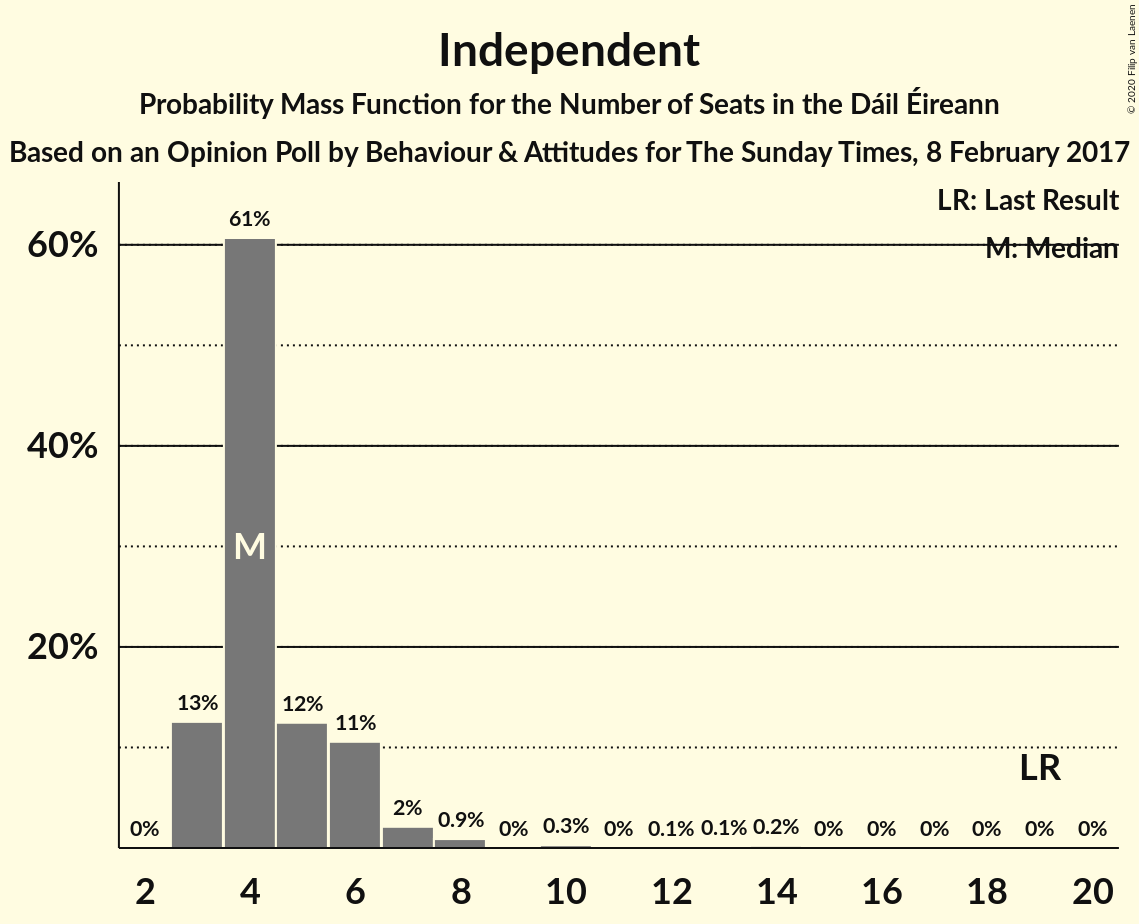 Independent
Probability Mass Function for the Number of Seats in the Dáil Éireann
Based on an Opinion Poll by Behaviour & Attitudes for The Sunday Times, 8 February 2017
© 2020 Filip van Laenen
LR: Last Result
M: Median
61%
60%
40%
M
20%
13%
12%
11%
LR
2%
0%
0.9%
0%
0.3%
0%
0.1%
0.1%
0.2%
0%
0%
0%
0%
0%
0%
2 4 6 8 10 12 14 16 18 20